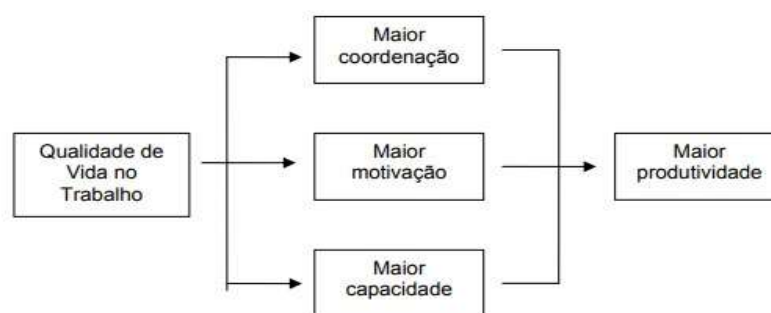 Maior
coordenação
Qualidade de
Vida no
Trabalho
Maior
motivação
Maior
produtividade
Maior
capacidade